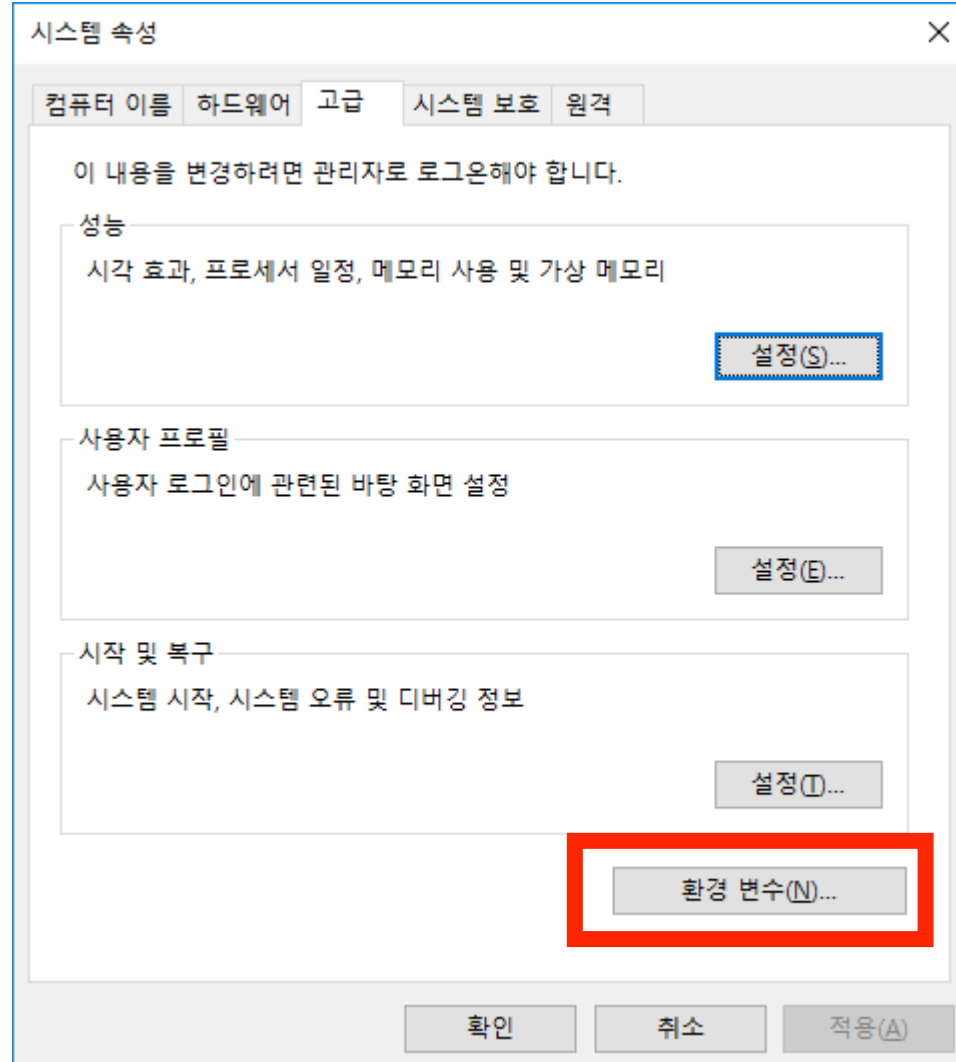 시스템 속성
컴퓨터 이름 하드웨어 고급 시스템 보호 원격
이 내용을 변경하려면 관리자로 로그온해야 합니다.
성능
시각 효과, 프로세서 일정, 메모리 사용 및 가상 메모리
설정(S)...
사용자 프로필
사용자 로그인에 관련된 바탕 화면 설정
설정(E)...
시작 및 복구
시스템 시작, 시스템 오류 및 디버깅 정보
설정(T)...
환경 변수(N)...
확인 취소 적용(A)